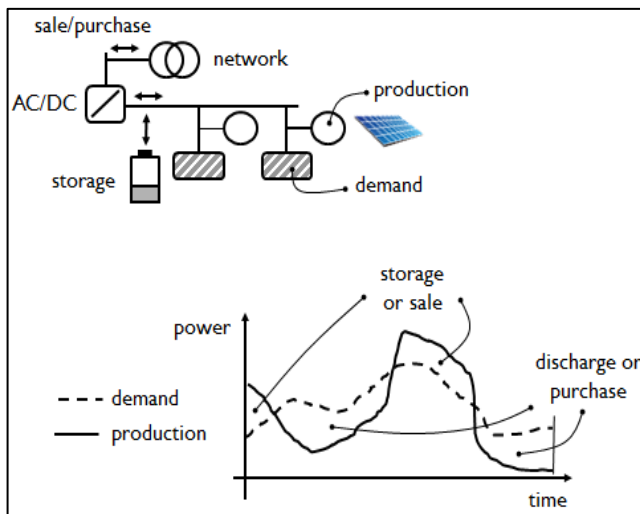 sale/purchase
network
AC/DC
production
storage
demand
storage
or sale
power
discharge or
purchase
demand
production
time